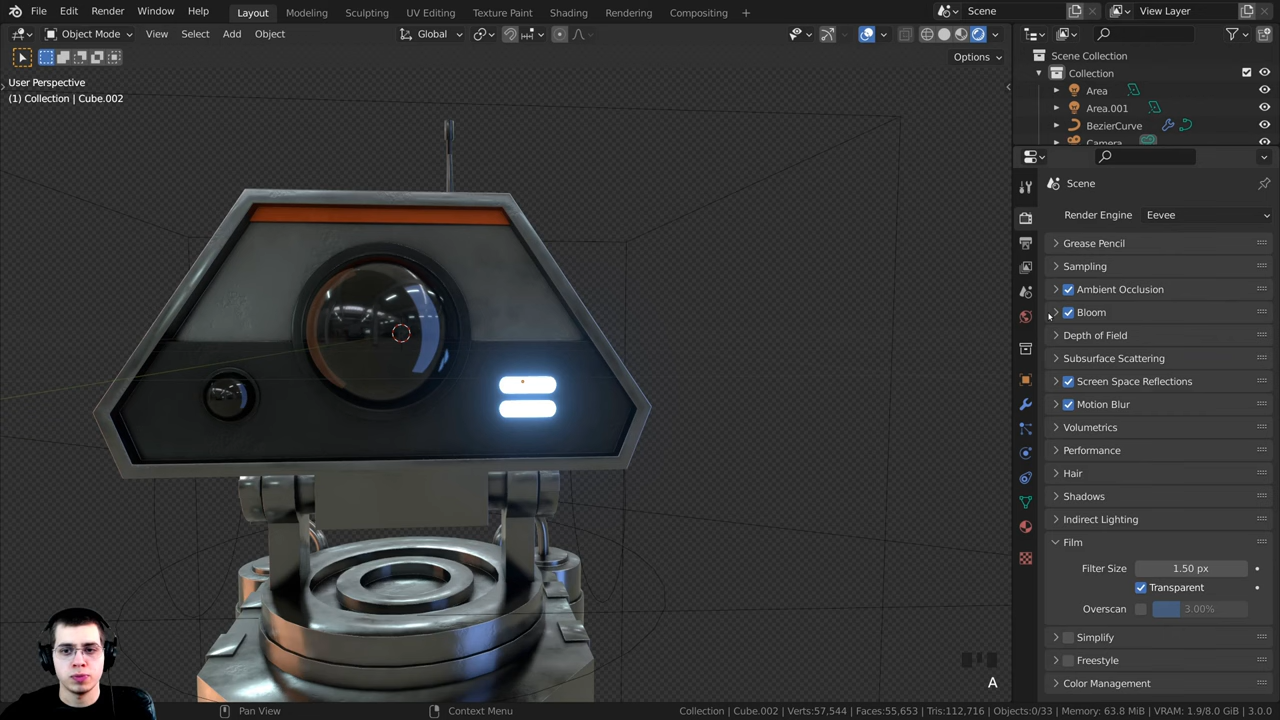 File Edit Render Window Help Layout Modeling Sculpting UV Editing Texture Paint Shading Rendering Compositing + Scene View Layer
Object Mode View Select Add Object Global
Options
User Perspective
(1) Collection | Cube.002
Scene Collection
Collection
Area
Area.001
BezierCurve
Camera
Scene
Render Engine Eevee
Grease Pencil
Sampling
Ambient Occlusion
Bloom
Depth of Field
Subsurface Scattering
Screen Space Reflections
Motion Blur
Volumetrics
Performance
Hair
Shadows
Indirect Lighting
Film
Filter Size 1.50 px
Transparent
Overscan 3.00%
Simplify
Freestyle
Color Management
A
Pan View Context Menu Collection | Cube.002 | Verts:57,544 | Faces:55,653 | Tris:112,716 | Objects:0/33 | Memory: 63.8 MiB | VRAM: 1.9/8.0 GiB | 3.0.0